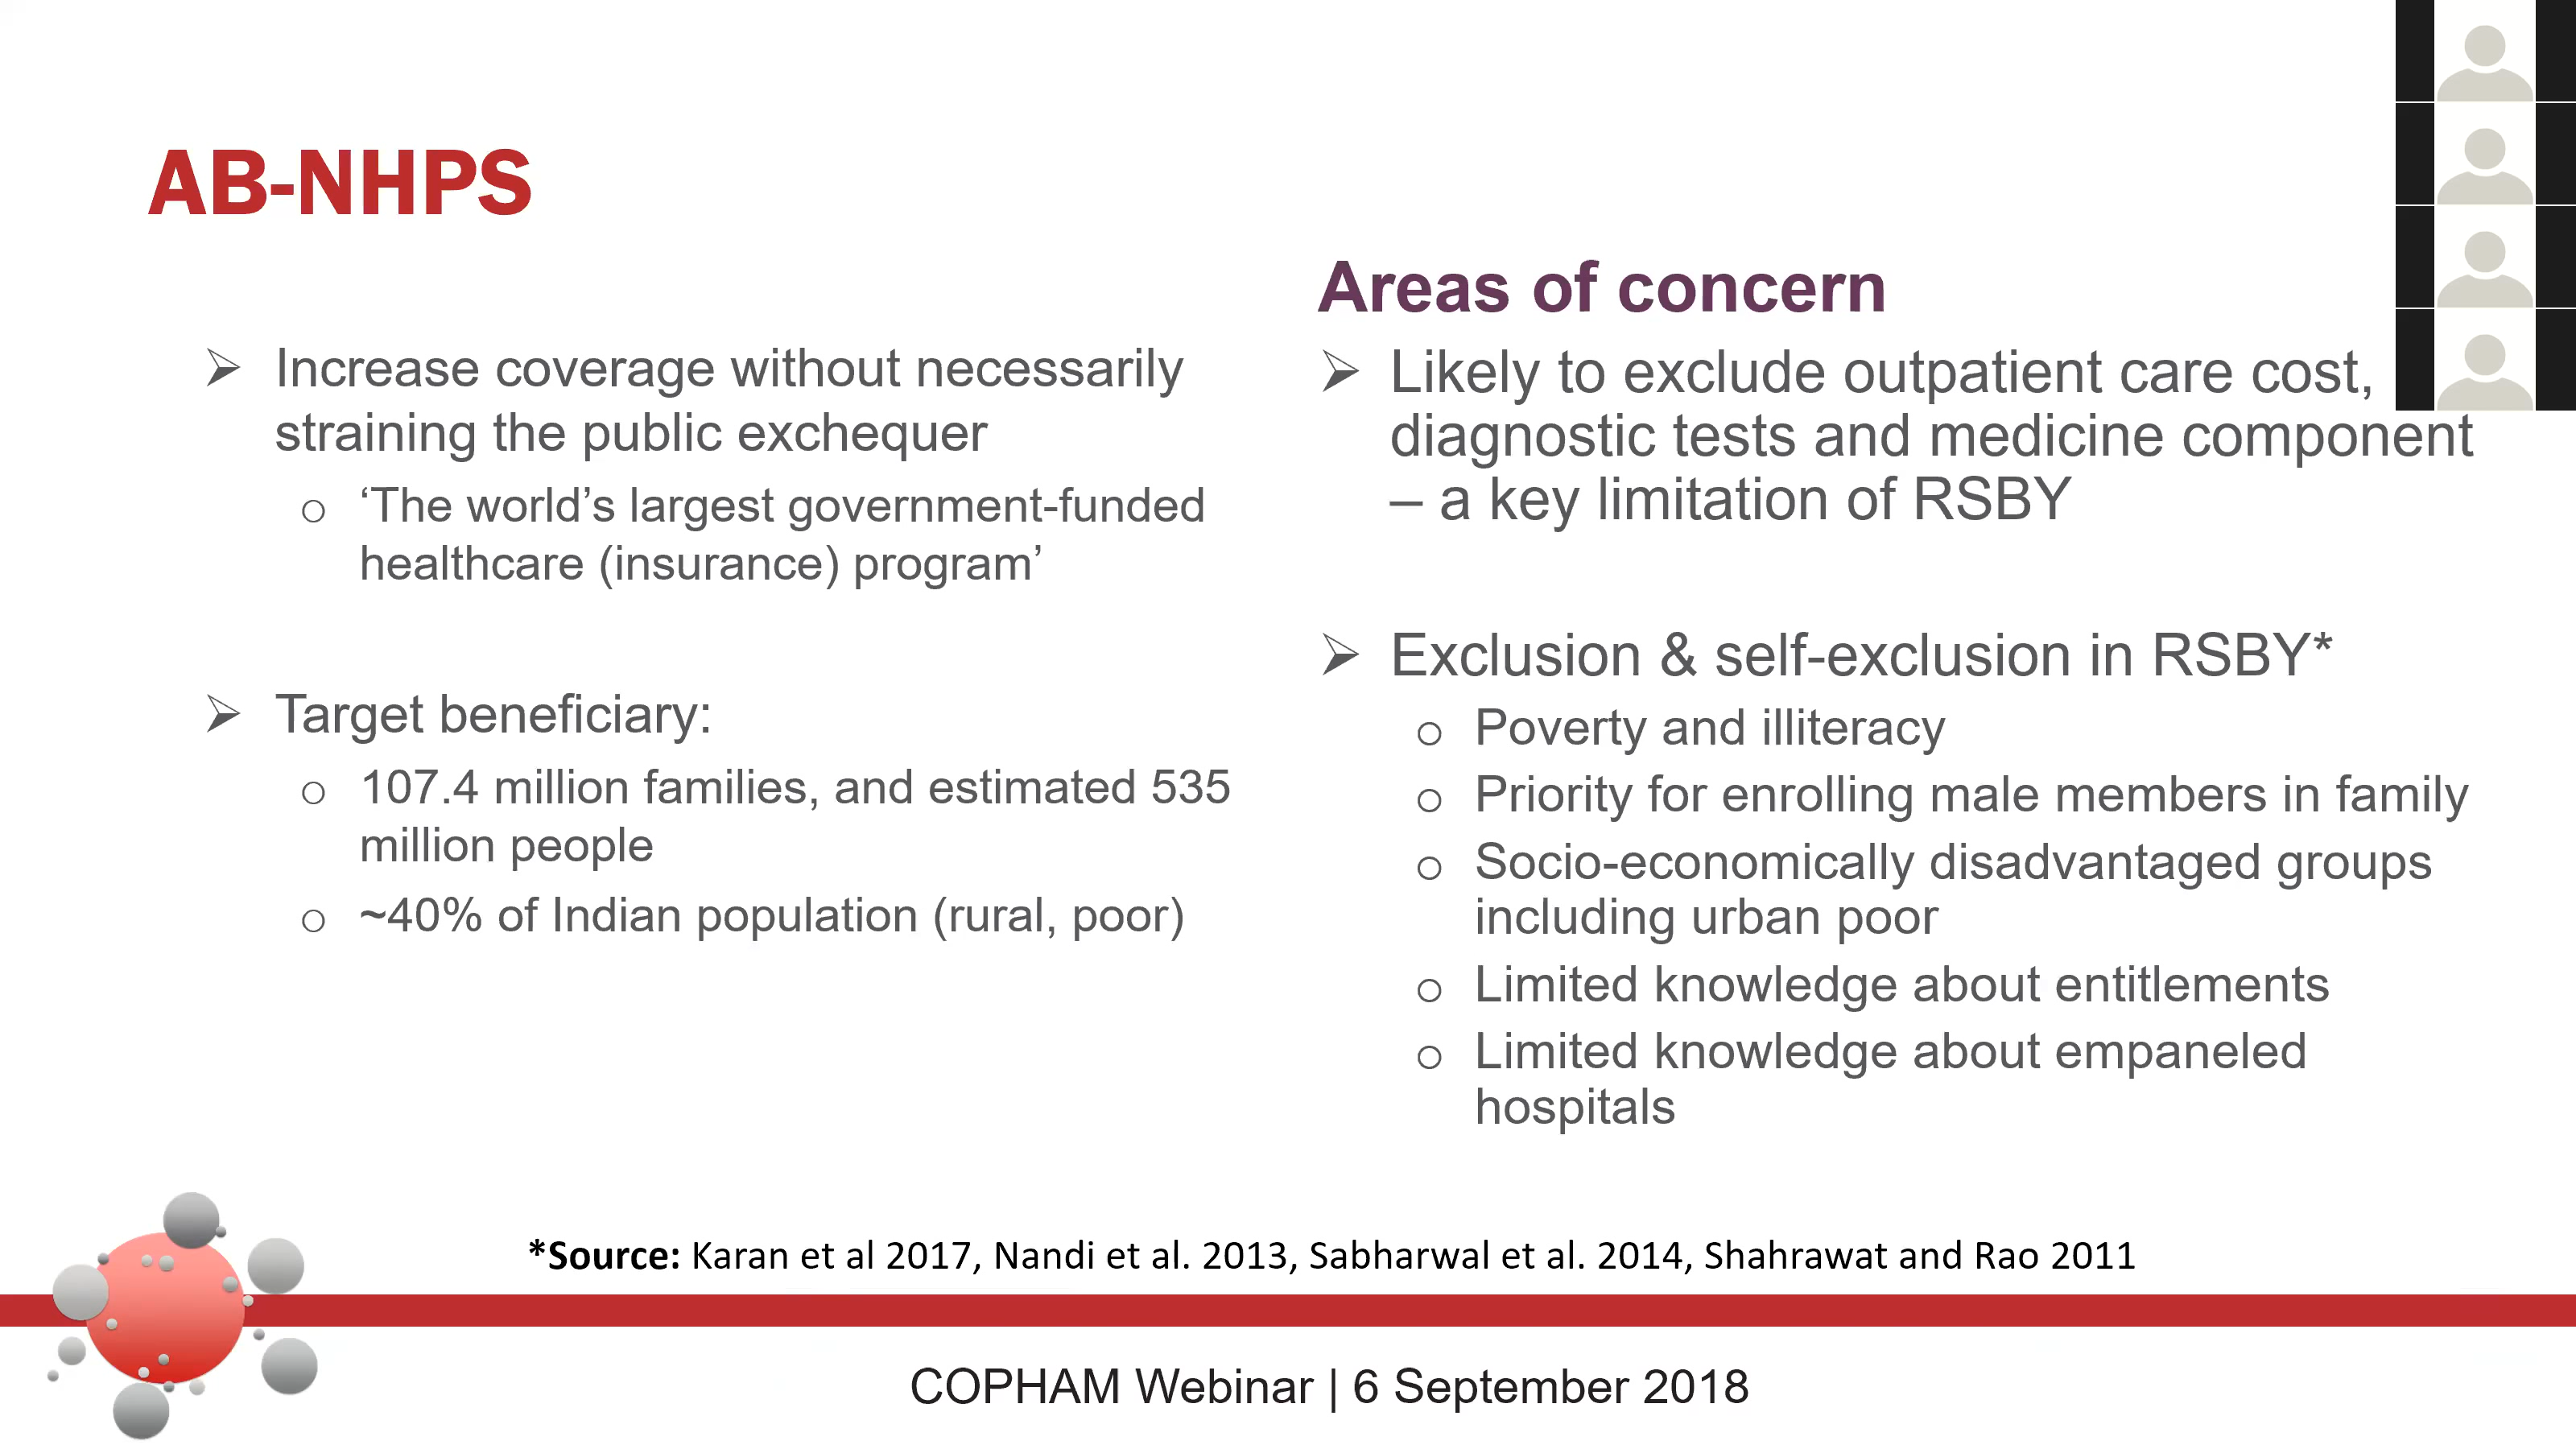 AB-NHPS
➢ Increase coverage without necessarily
straining the public exchequer
o ‘The world’s largest government-funded
healthcare (insurance) program’
➢ Target beneficiary:
o 107.4 million families, and estimated 535
million people
o ~40% of Indian population (rural, poor)
Areas of concern
➢ Likely to exclude outpatient care cost,
diagnostic tests and medicine component
– a key limitation of RSBY
➢ Exclusion & self-exclusion in RSBY*
o Poverty and illiteracy
o Priority for enrolling male members in family
o Socio-economically disadvantaged groups
including urban poor
o Limited knowledge about entitlements
o Limited knowledge about empaneled
hospitals
*Source: Karan et al 2017, Nandi et al. 2013, Sabharwal et al. 2014, Shahrawat and Rao 2011
COPHAM Webinar | 6 September 2018